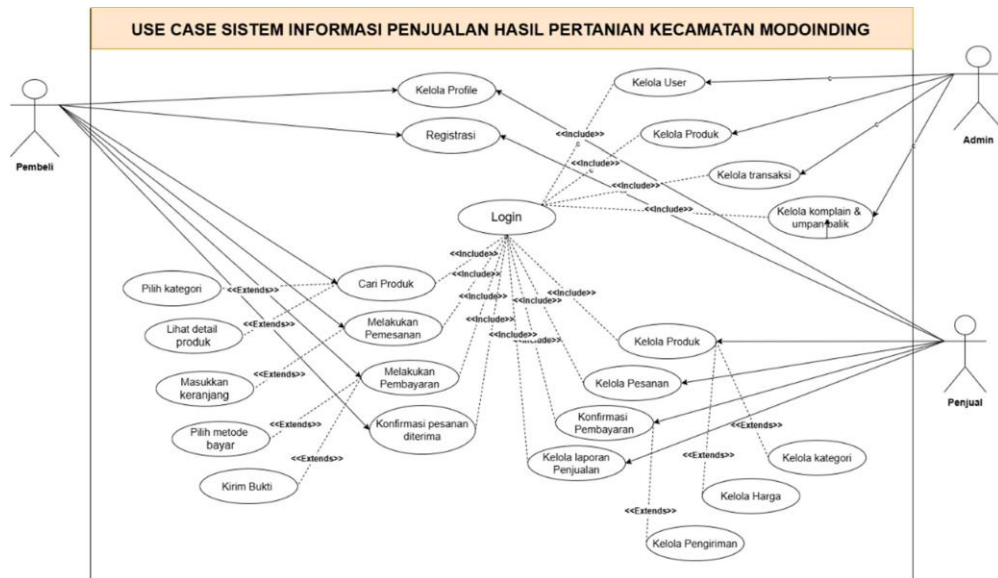 USE CASE SISTEM INFORMASI PENJUALAN HASIL PERTANIAN KECAMATAN MODOINDING
Pembeli
Admin
Penjual
Kelola Profile
Registrasi
Kelola User
Kelola Produk
Kelola transaksi
Kelola komplain &
umpan balik
<<Include>>
<<Include>>
<<Include>>
<<Include>>
C
C
C
C
Login
<<Include>>
<<Include>>
<<Include>>
<<Include>>
<<Include>>
<<Include>>
<<Include>>
<<Include>>
Cari Produk
Pilih kategori
<<Extends>>
Lihat detail
produk
<<Extends>>
Melakukan
Pemesanan
Masukkan
keranjang
<<Extends>>
Melakukan
Pembayaran
Pilih metode
bayar
<<Extends>>
Kirim Bukti
<<Extends>>
Konfirmasi pesanan
diterima
Kelola Produk
Kelola Pesanan
Konfirmasi
Pembayaran
Kelola laporan
Penjualan
<<Extends>>
<<Extends>>
Kelola kategori
Kelola Harga
<<Extends>>
Kelola Pengiriman